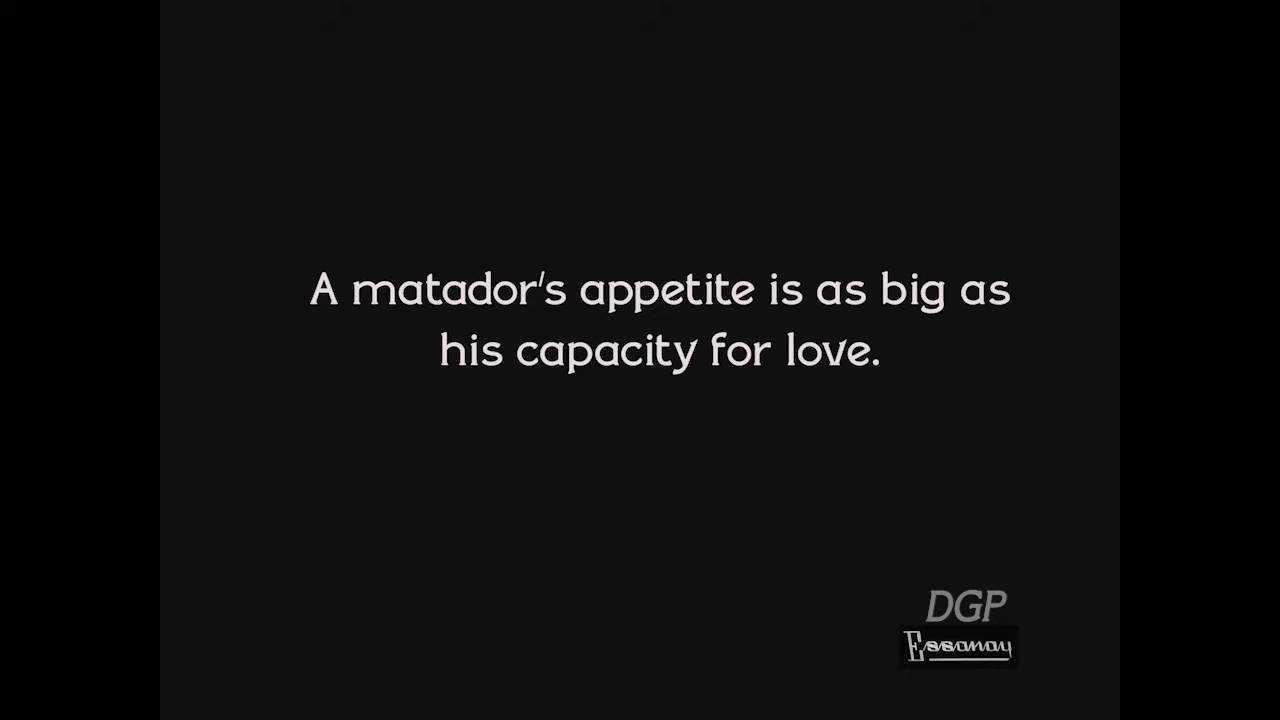 A matador's appetite is as big as
his capacity for love.
DGP
Essanay